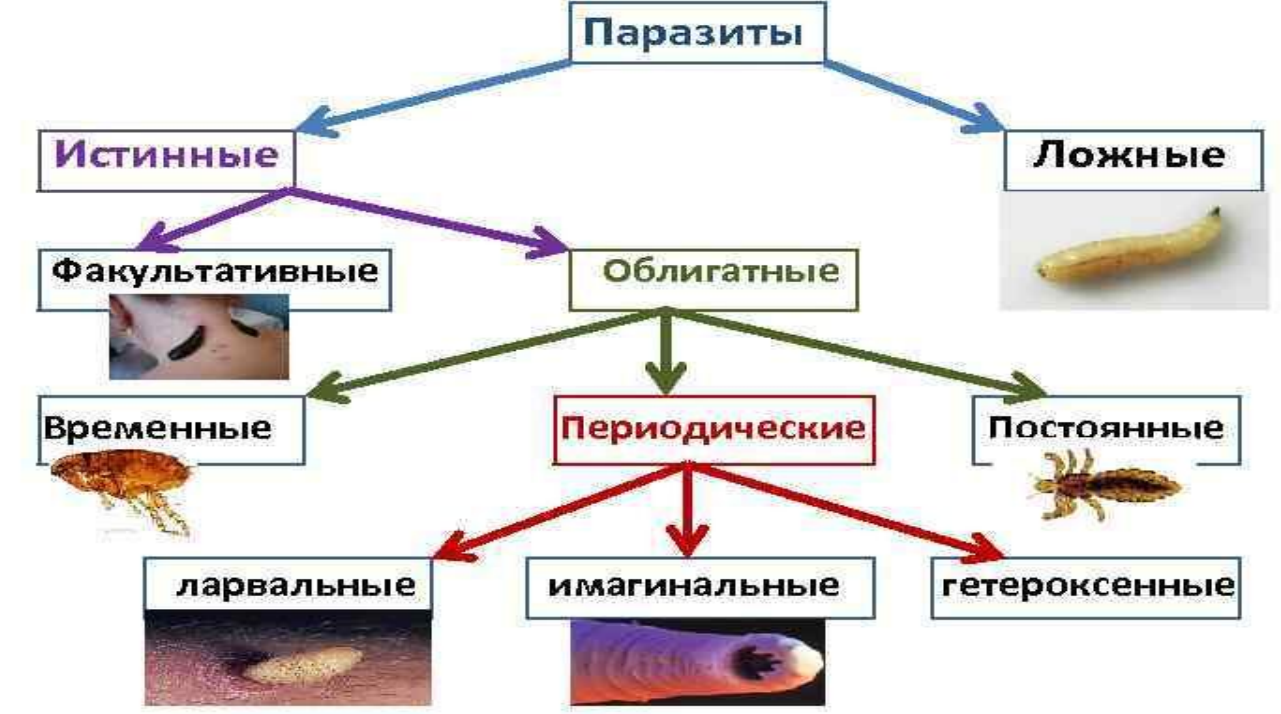 Паразиты
Истинные
Ложные
Факультативные
Облигатные
Временные
Периодические
Постоянные
ларвальные
имагинальные
гетероксенные